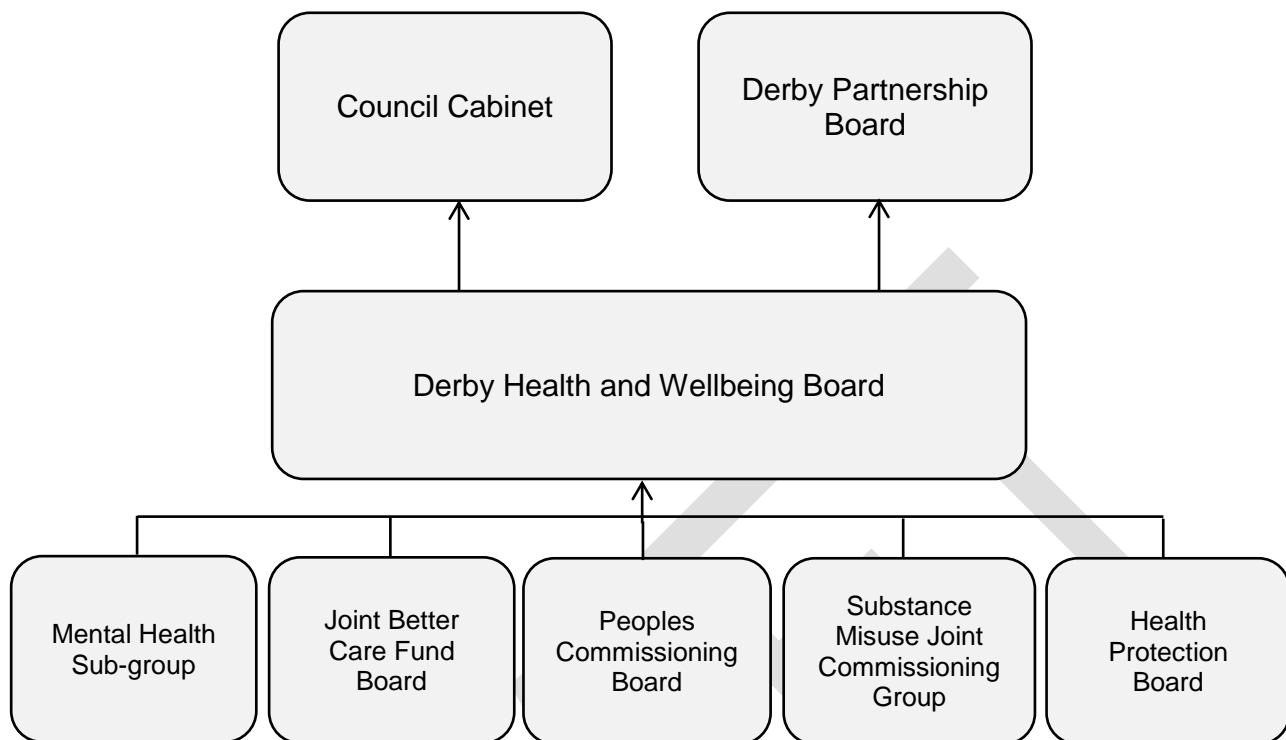 Council Cabinet
Derby Partnership
Board
Derby Health and Wellbeing Board
Mental Health
Sub-group
Joint Better
Care Fund
Board
Peoples
Commissioning
Board
Substance
Misuse Joint
Commissioning
Group
Health
Protection
Board